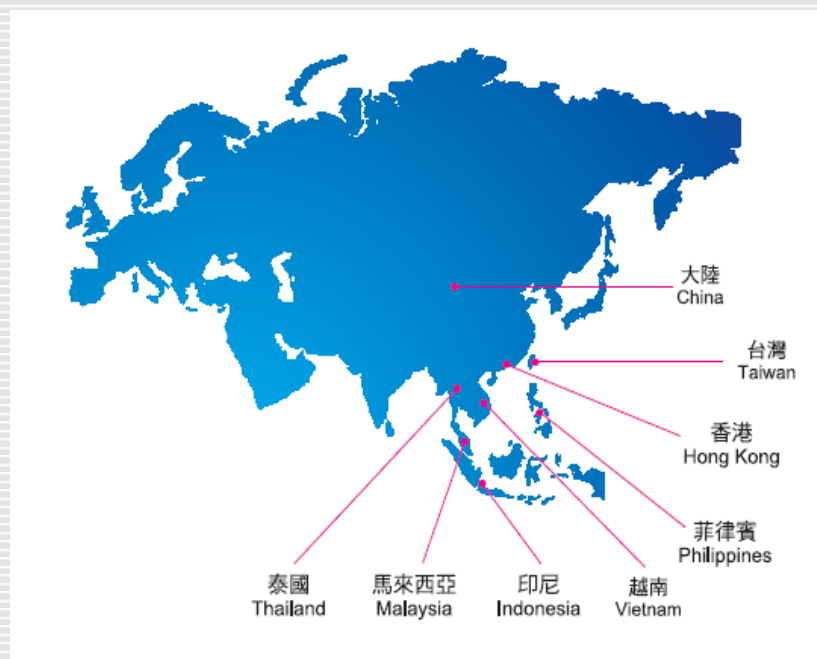 大陸
China
台灣
Taiwan
香港
Hong Kong
菲律賓
Philippines
泰國
Thailand
馬來西亞
Malaysia
印尼
Indonesia
越南
Vietnam